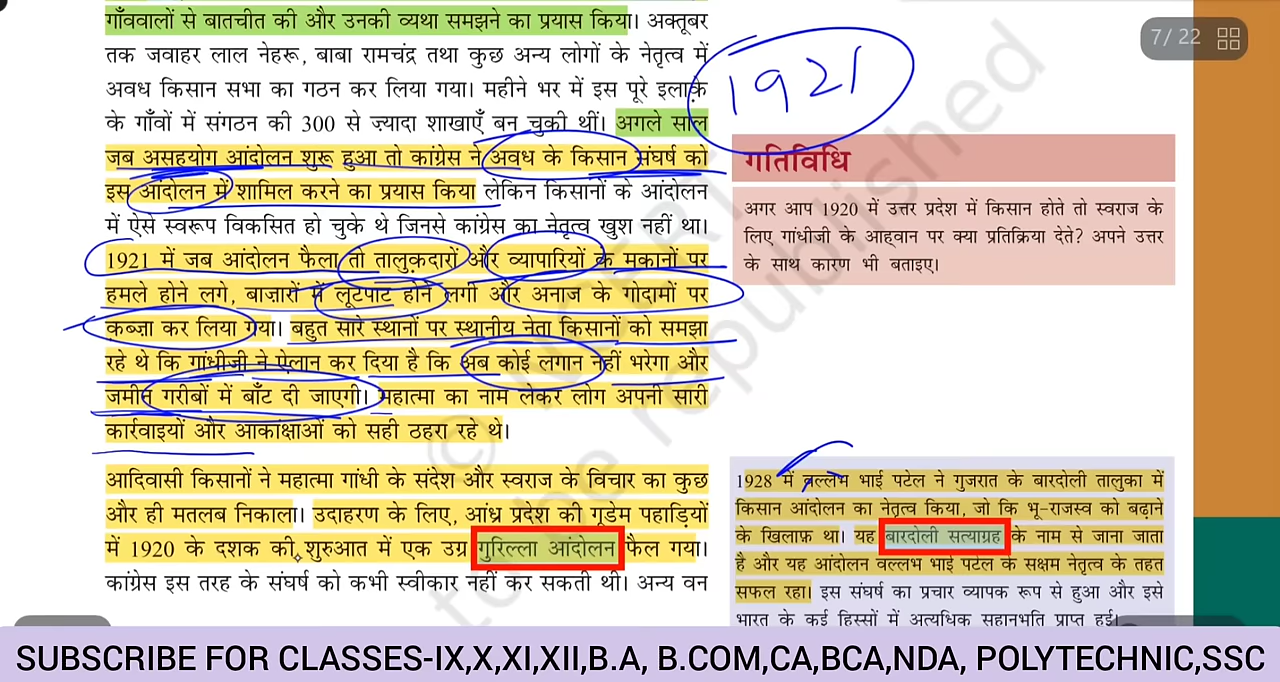 गाँववालों से बातचीत की और उनकी व्यथा समझने का प्रयास किया। अक्तूबर
तक जवाहर लाल नेहरू, बाबा रामचंद्र तथा कुछ अन्य लोगों के नेतृत्व में
अवध किसान सभा का गठन कर लिया गया। महीने भर में इस पूरे इलाक़े
के गाँवों में संगठन की 300 से ज़्यादा शाखाएँ बन चुकी थीं। अगले साल
जब असहयोग आंदोलन शुरू हुआ तो कांग्रेस ने अवध के किसान संघर्ष को
इस आंदोलन में शामिल करने का प्रयास किया लेकिन किसानों के आंदोलन
में ऐसे स्वरूप विकसित हो चुके थे जिनसे कांग्रेस का नेतृत्व खुश नहीं था।
1921 में जब आंदोलन फैला तो तालुक़दारों और व्यापारियों के मकानों पर
हमले होने लगे, बाज़ारों में लूटपाट होने लगी और अनाज के गोदामों पर
क़ब्ज़ा कर लिया गया। बहुत सारे स्थानों पर स्थानीय नेता किसानों को समझा
रहे थे कि गांधीजी ने ऐलान कर दिया है कि अब कोई लगान नहीं भरेगा और
जमीन गरीबों में बाँट दी जाएगी। महात्मा का नाम लेकर लोग अपनी सारी
कार्रवाइयों और आकांक्षाओं को सही ठहरा रहे थे।
आदिवासी किसानों ने महात्मा गांधी के संदेश और स्वराज के विचार का कुछ
और ही मतलब निकाला। उदाहरण के लिए, आंध्र प्रदेश की गूडेम पहाड़ियों
में 1920 के दशक की शुरुआत में एक उग्र गुरिल्ला आंदोलन फैल गया।
कांग्रेस इस तरह के संघर्ष को कभी स्वीकार नहीं कर सकती थी। अन्य वन
1921
7/ 22
गतिविधि
अगर आप 1920 में उत्तर प्रदेश में किसान होते तो स्वराज के
लिए गांधीजी के आह्वान पर क्या प्रतिक्रिया देते? अपने उत्तर
के साथ कारण भी बताइए।
1928 में वल्लभ भाई पटेल ने गुजरात के बारदोली तालुका में
किसान आंदोलन का नेतृत्व किया, जो कि भू-राजस्व को बढ़ाने
के खिलाफ़ था। यह बारदोली सत्याग्रह के नाम से जाना जाता
है और यह आंदोलन वल्लभ भाई पटेल के सक्षम नेतृत्व के तहत
सफल रहा। इस संघर्ष का प्रचार व्यापक रूप से हुआ और इसे
भारत के कई हिस्सों में अत्यधिक सहानुभूति प्राप्त हुई।
© NCERT
to be republished
SUBSCRIBE FOR CLASSES-IX,X,XI,XII,B.A, B.COM,CA,BCA,NDA, POLYTECHNIC,SSC